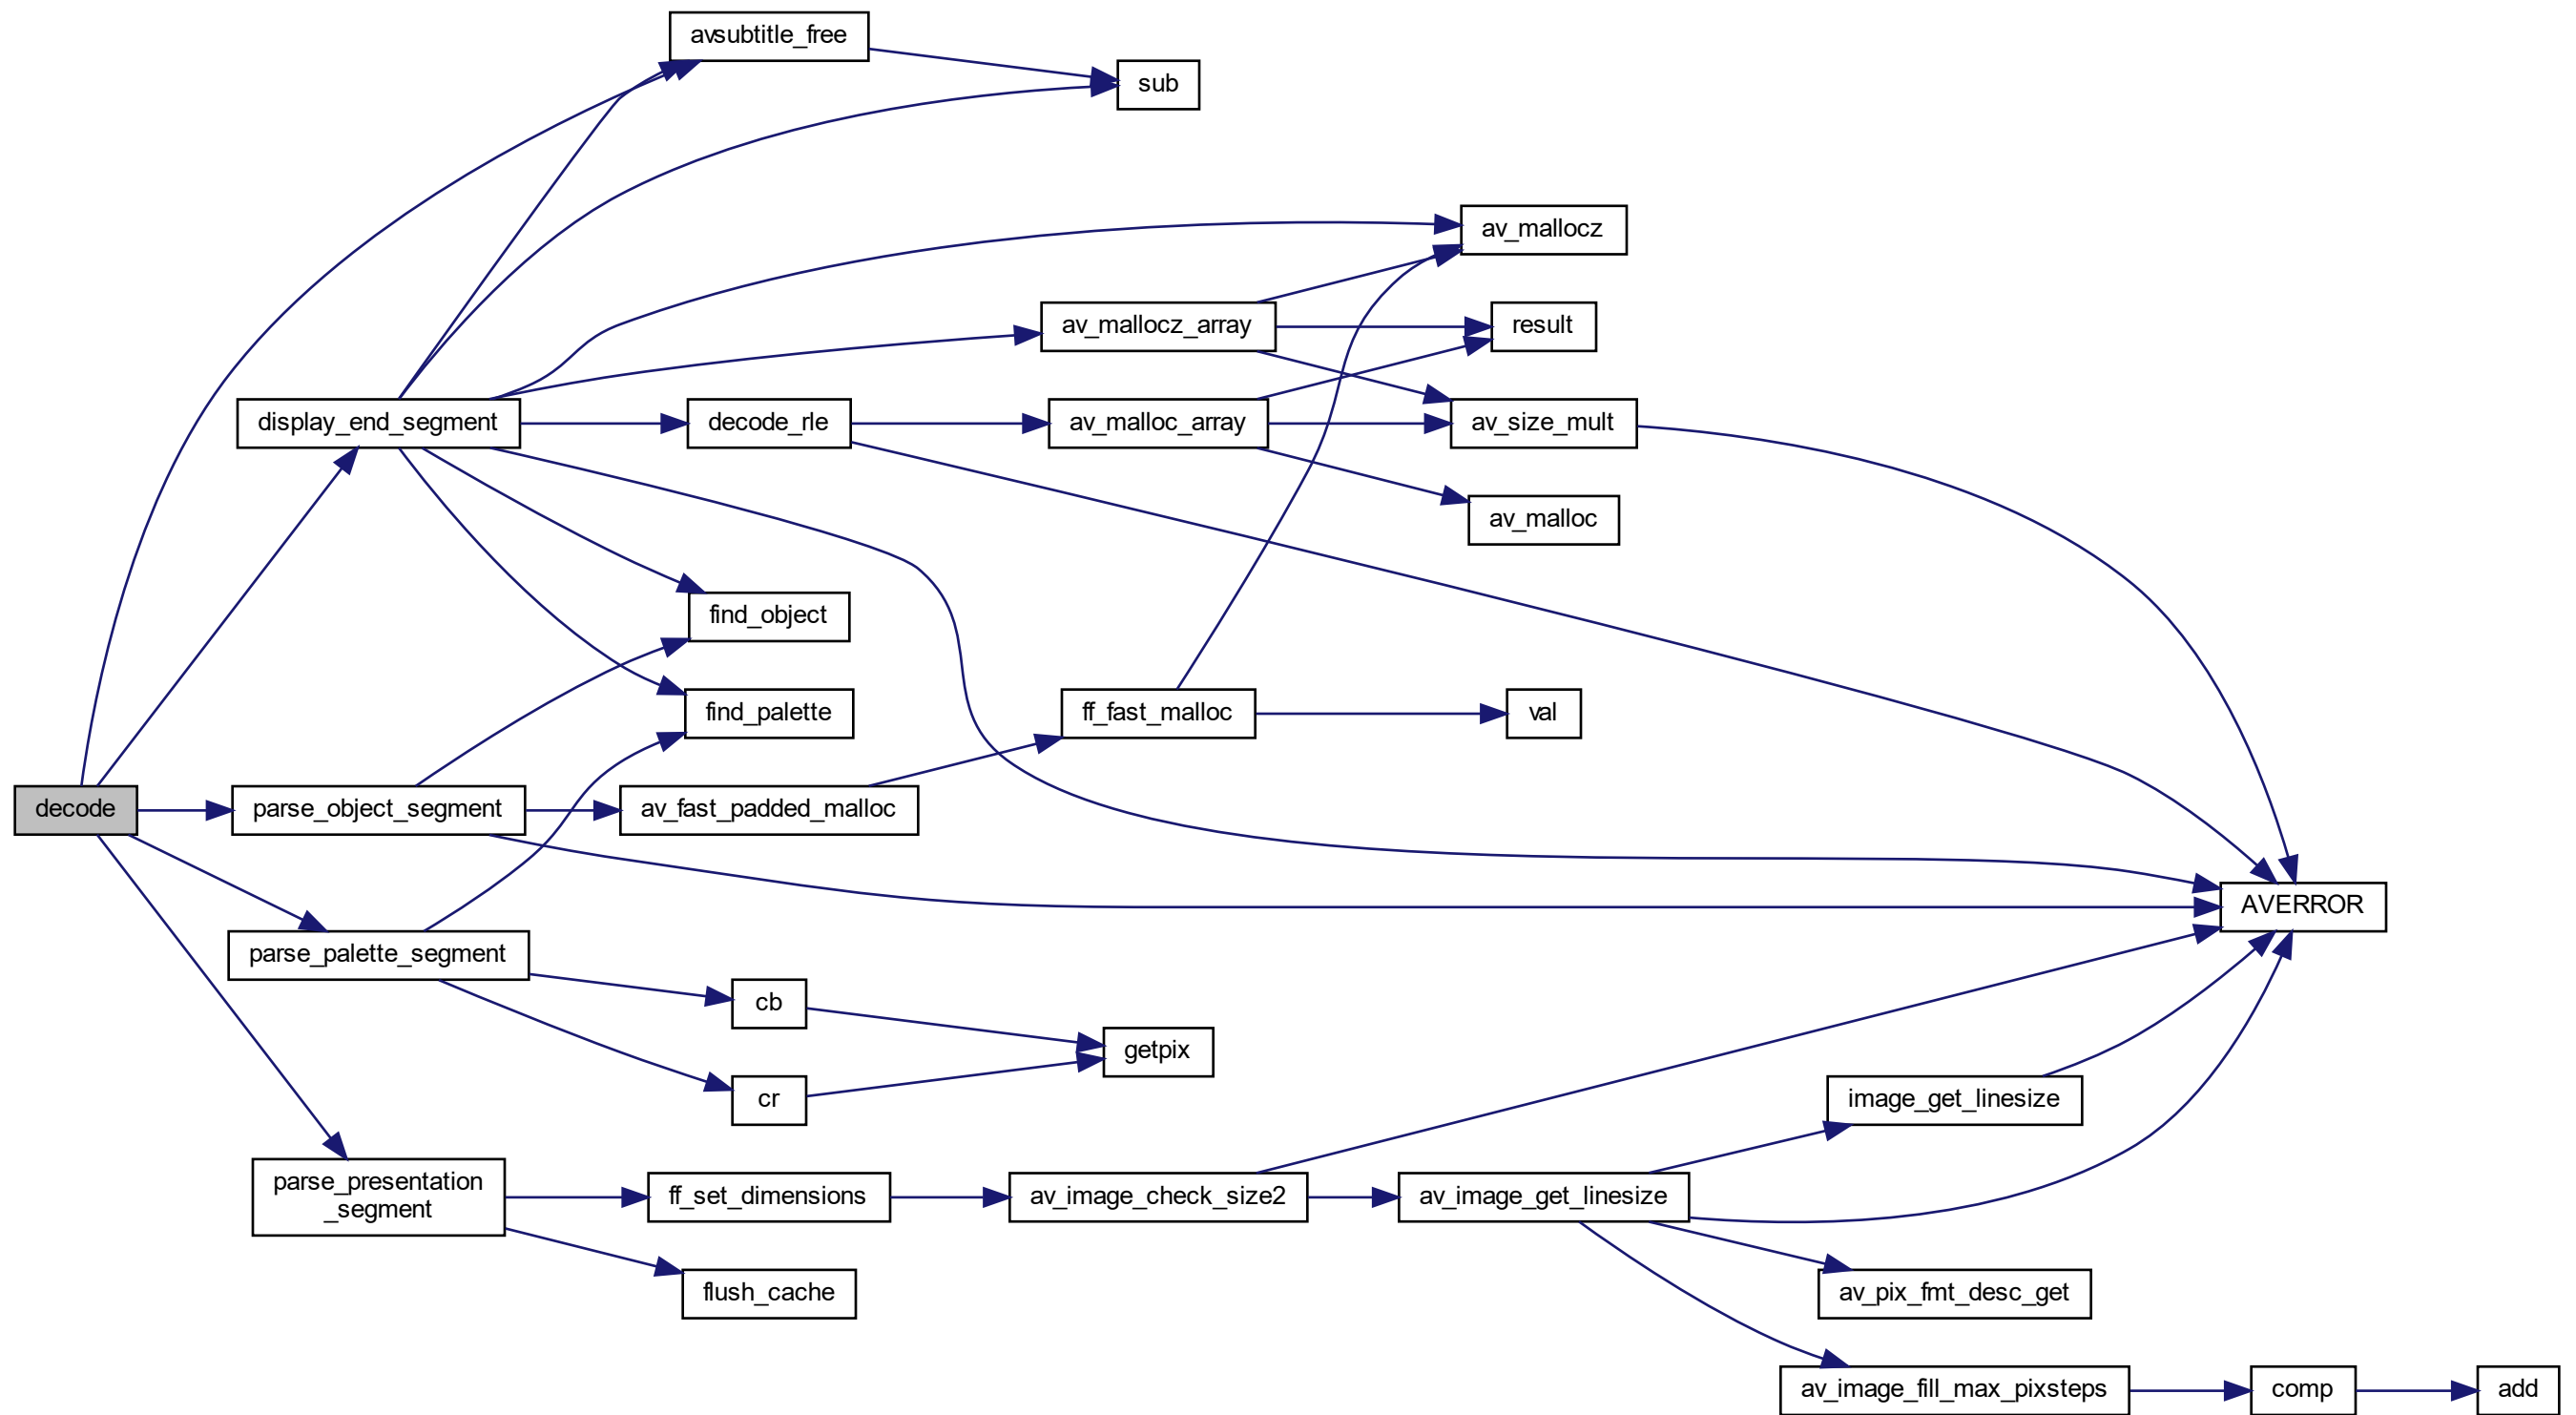 avsubtitle_free
sub
av_mallocz
av_mallocz_array
result
display_end_segment
decode_rle
av_malloc_array
av_size_mult
av_malloc
find_object
find_palette
ff_fast_malloc
val
decode
parse_object_segment
av_fast_padded_malloc
AVERROR
parse_palette_segment
cb
getpix
cr
image_get_linesize
parse_presentation
_segment
ff_set_dimensions
av_image_check_size2
av_image_get_linesize
flush_cache
av_pix_fmt_desc_get
av_image_fill_max_pixsteps
comp
add